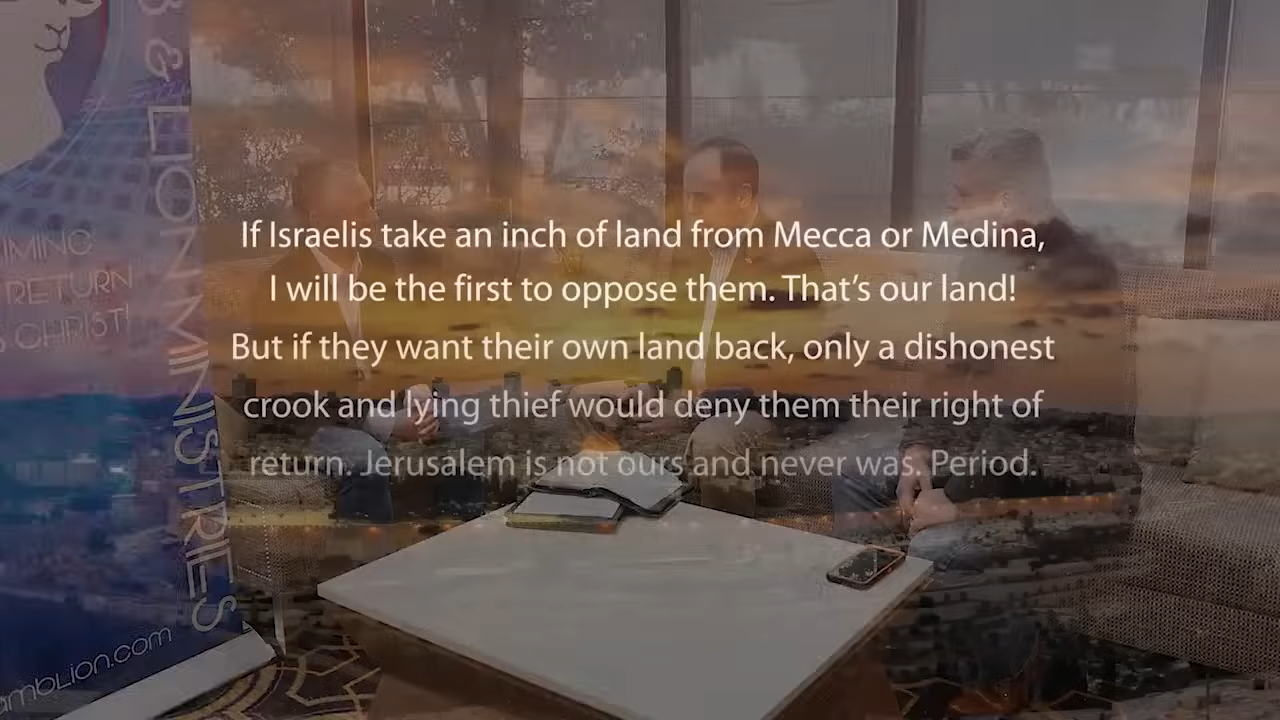 If Israelis take an inch of land from Mecca or Medina,
I will be the first to oppose them. That's our land!
But if they want their own land back, only a dishonest
crook and lying thief would deny them their right of
return. Jerusalem is not ours and never was. Period.
& LION MINISTRIES
RETURN
CHRIST!